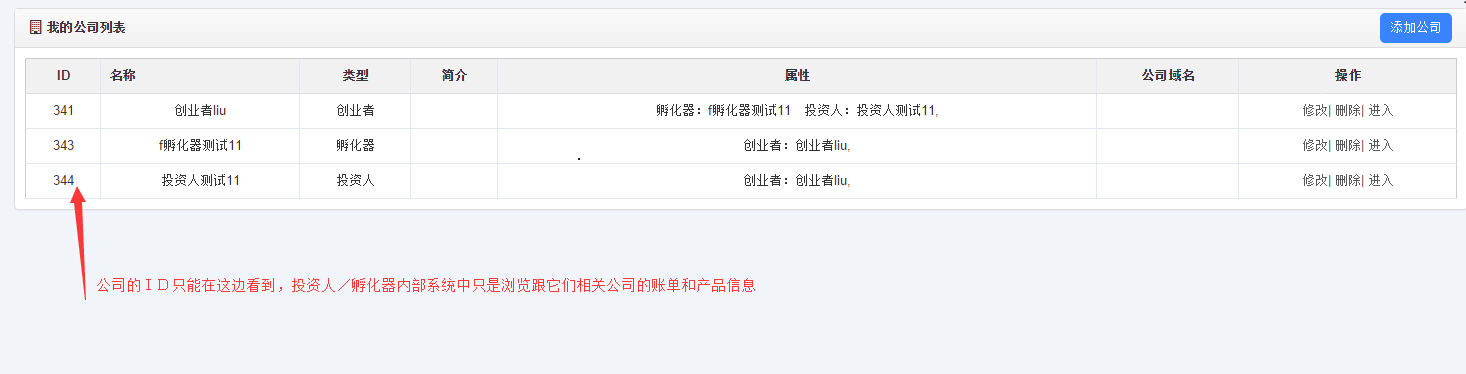 我的公司列表 添加公司
ID 名称 类型 简介 属性 公司域名 操作
341 创业者liu 创业者 孵化器：f孵化器测试11 投资人：投资人测试11, 修改| 删除| 进入
343 f孵化器测试11 孵化器 创业者：创业者liu, 修改| 删除| 进入
344 投资人测试11 投资人 创业者：创业者liu, 修改| 删除| 进入
公司的ＩＤ只能在这边看到，投资人／孵化器内部系统中只是浏览跟它们相关公司的账单和产品信息